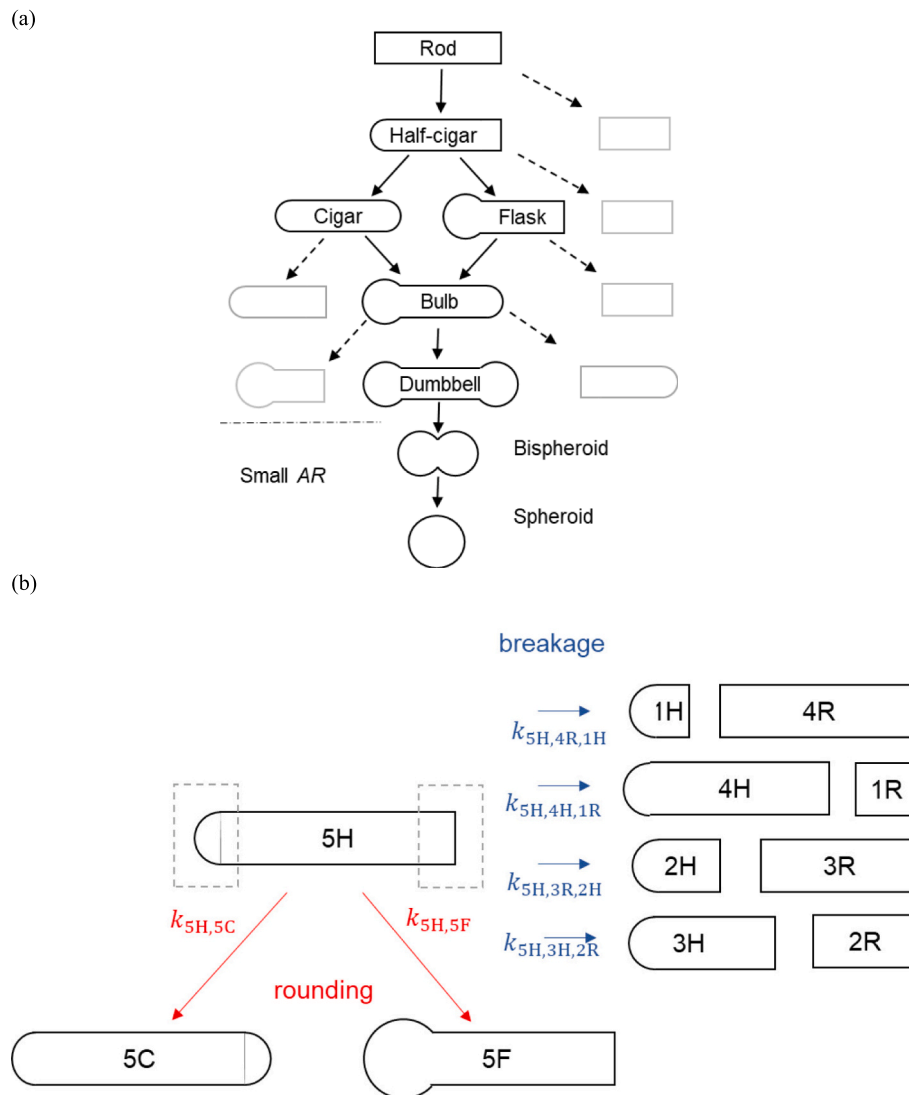 (a)
Rod
Half-cigar
Cigar
Flask
Bulb
Dumbbell
Bispheroid
Small AR
Spheroid
(b)
breakage
1H
4R
k5H,4R,1H
4H
1R
k5H,4H,1R
5H
2H
3R
k5H,3R,2H
k5H,5C
k5H,5F
3H
2R
k5H,3H,2R
rounding
5C
5F